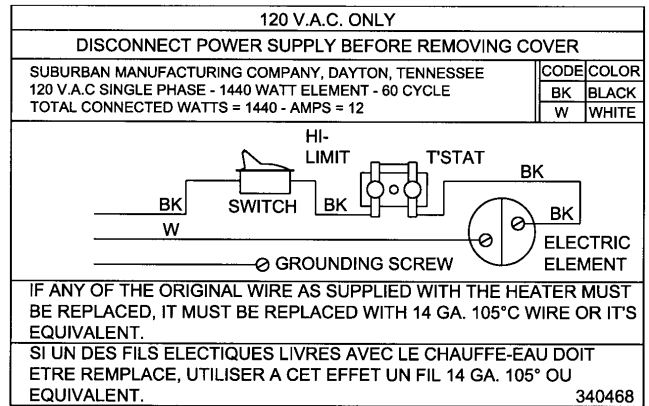 120 V.A.C. ONLY
DISCONNECT POWER SUPPLY BEFORE REMOVING COVER
SUBURBAN MANUFACTURING COMPANY, DAYTON, TENNESSEE
120 V.A.C SINGLE PHASE - 1440 WATT ELEMENT - 60 CYCLE
TOTAL CONNECTED WATTS = 1440 - AMPS = 12
CODE COLOR
BK BLACK
W WHITE
HI-
LIMIT
T'STAT
BK
BK
SWITCH
BK
BK
W
ELECTRIC
ELEMENT
GROUNDING SCREW
IF ANY OF THE ORIGINAL WIRE AS SUPPLIED WITH THE HEATER MUST
BE REPLACED, IT MUST BE REPLACED WITH 14 GA. 105°C WIRE OR IT'S
EQUIVALENT.
SI UN DES FILS ELECTIQUES LIVRES AVEC LE CHAUFFE-EAU DOIT
ETRE REMPLACE, UTILISER A CET EFFET UN FIL 14 GA. 105° OU
EQUIVALENT.
340468